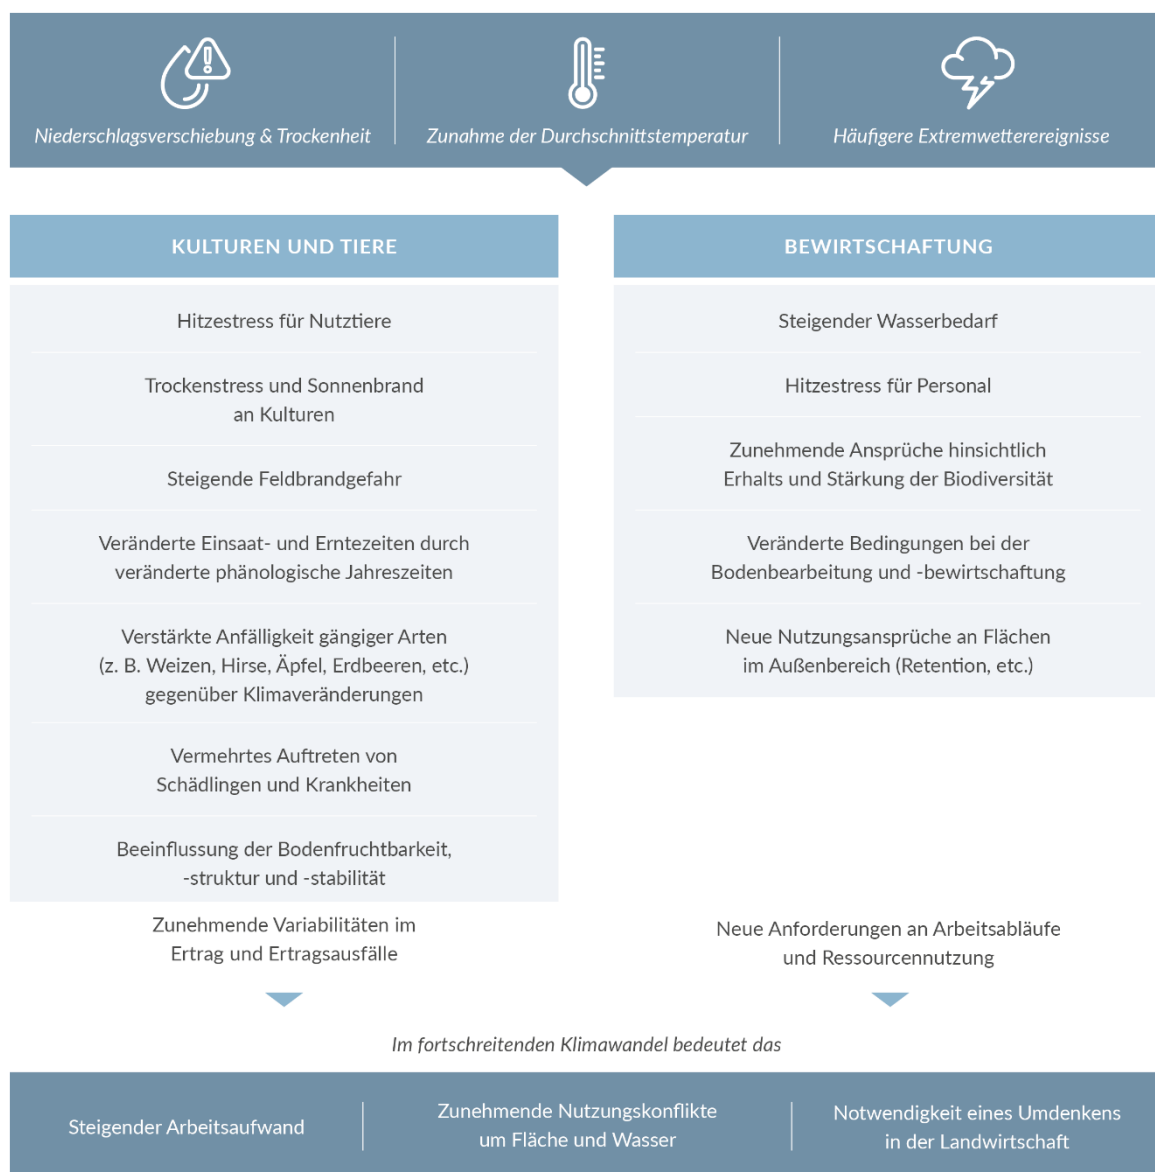 Niederschlagsverschiebung & Trockenheit
Zunahme der Durchschnittstemperatur
Häufigere Extremwetterereignisse
KULTUREN UND TIERE
Hitzestress für Nutztiere
Trockenstress und Sonnenbrand
an Kulturen
Steigende Feldbrandgefahr
Veränderte Einsaat- und Erntezeiten durch
veränderte phänologische Jahreszeiten
Verstärkte Anfälligkeit gängiger Arten
(z. B. Weizen, Hirse, Äpfel, Erdbeeren, etc.)
gegenüber Klimaveränderungen
Vermehrtes Auftreten von
Schädlingen und Krankheiten
Beeinflussung der Bodenfruchtbarkeit,
-struktur und -stabilität
Zunehmende Variabilitäten im
Ertrag und Ertragsausfälle
BEWIRTSCHAFTUNG
Steigender Wasserbedarf
Hitzestress für Personal
Zunehmende Ansprüche hinsichtlich
Erhalts und Stärkung der Biodiversität
Veränderte Bedingungen bei der
Bodenbearbeitung und -bewirtschaftung
Neue Nutzungsansprüche an Flächen
im Außenbereich (Retention, etc.)
Neue Anforderungen an Arbeitsabläufe
und Ressourcennutzung
Im fortschreitenden Klimawandel bedeutet das
Steigender Arbeitsaufwand
Zunehmende Nutzungskonflikte
um Fläche und Wasser
Notwendigkeit eines Umdenkens
in der Landwirtschaft